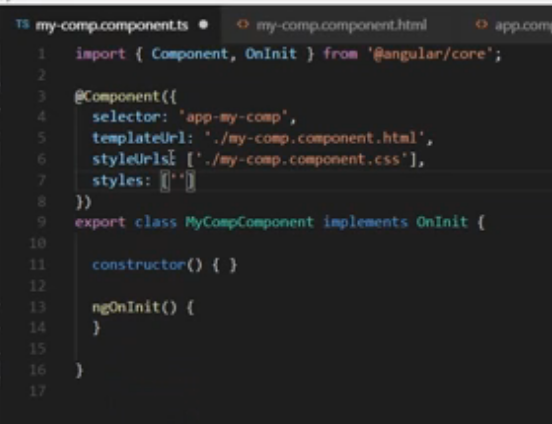 TS my-comp.component.ts ● <> my-comp.component.html <> app.com
1 import { Component, OnInit } from '@angular/core';
2
3 @Component({
4 selector: 'app-my-comp',
5 templateUrl: './my-comp.component.html',
6 styleUrls: ['./my-comp.component.css'],
7 styles: ['']
8 })
9 export class MyCompComponent implements OnInit {
10
11 constructor() { }
12
13 ngOnInit() {
14 }
15
16 }
17